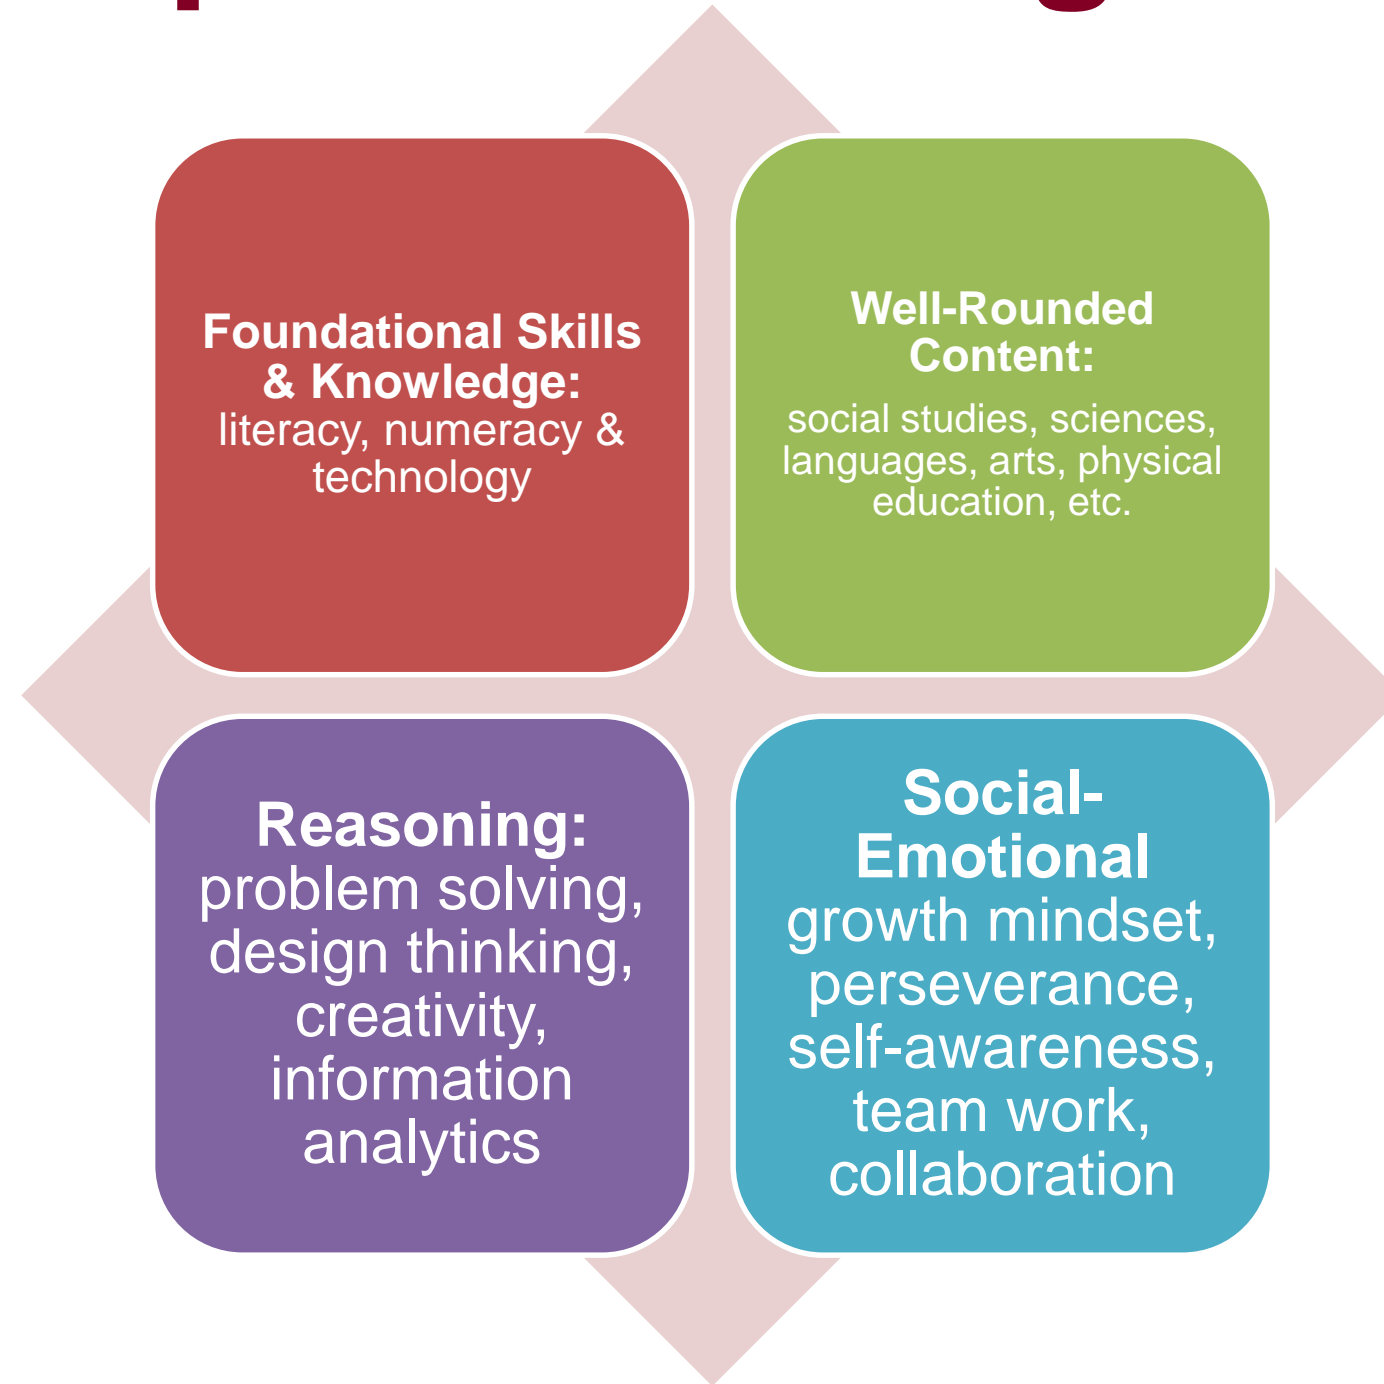 Foundational Skills
& Knowledge:
literacy, numeracy &
technology
Well-Rounded
Content:
social studies, sciences,
languages, arts, physical
education, etc.
Reasoning:
problem solving,
design thinking,
creativity,
information
analytics
Social-
Emotional
growth mindset,
perseverance,
self-awareness,
team work,
collaboration